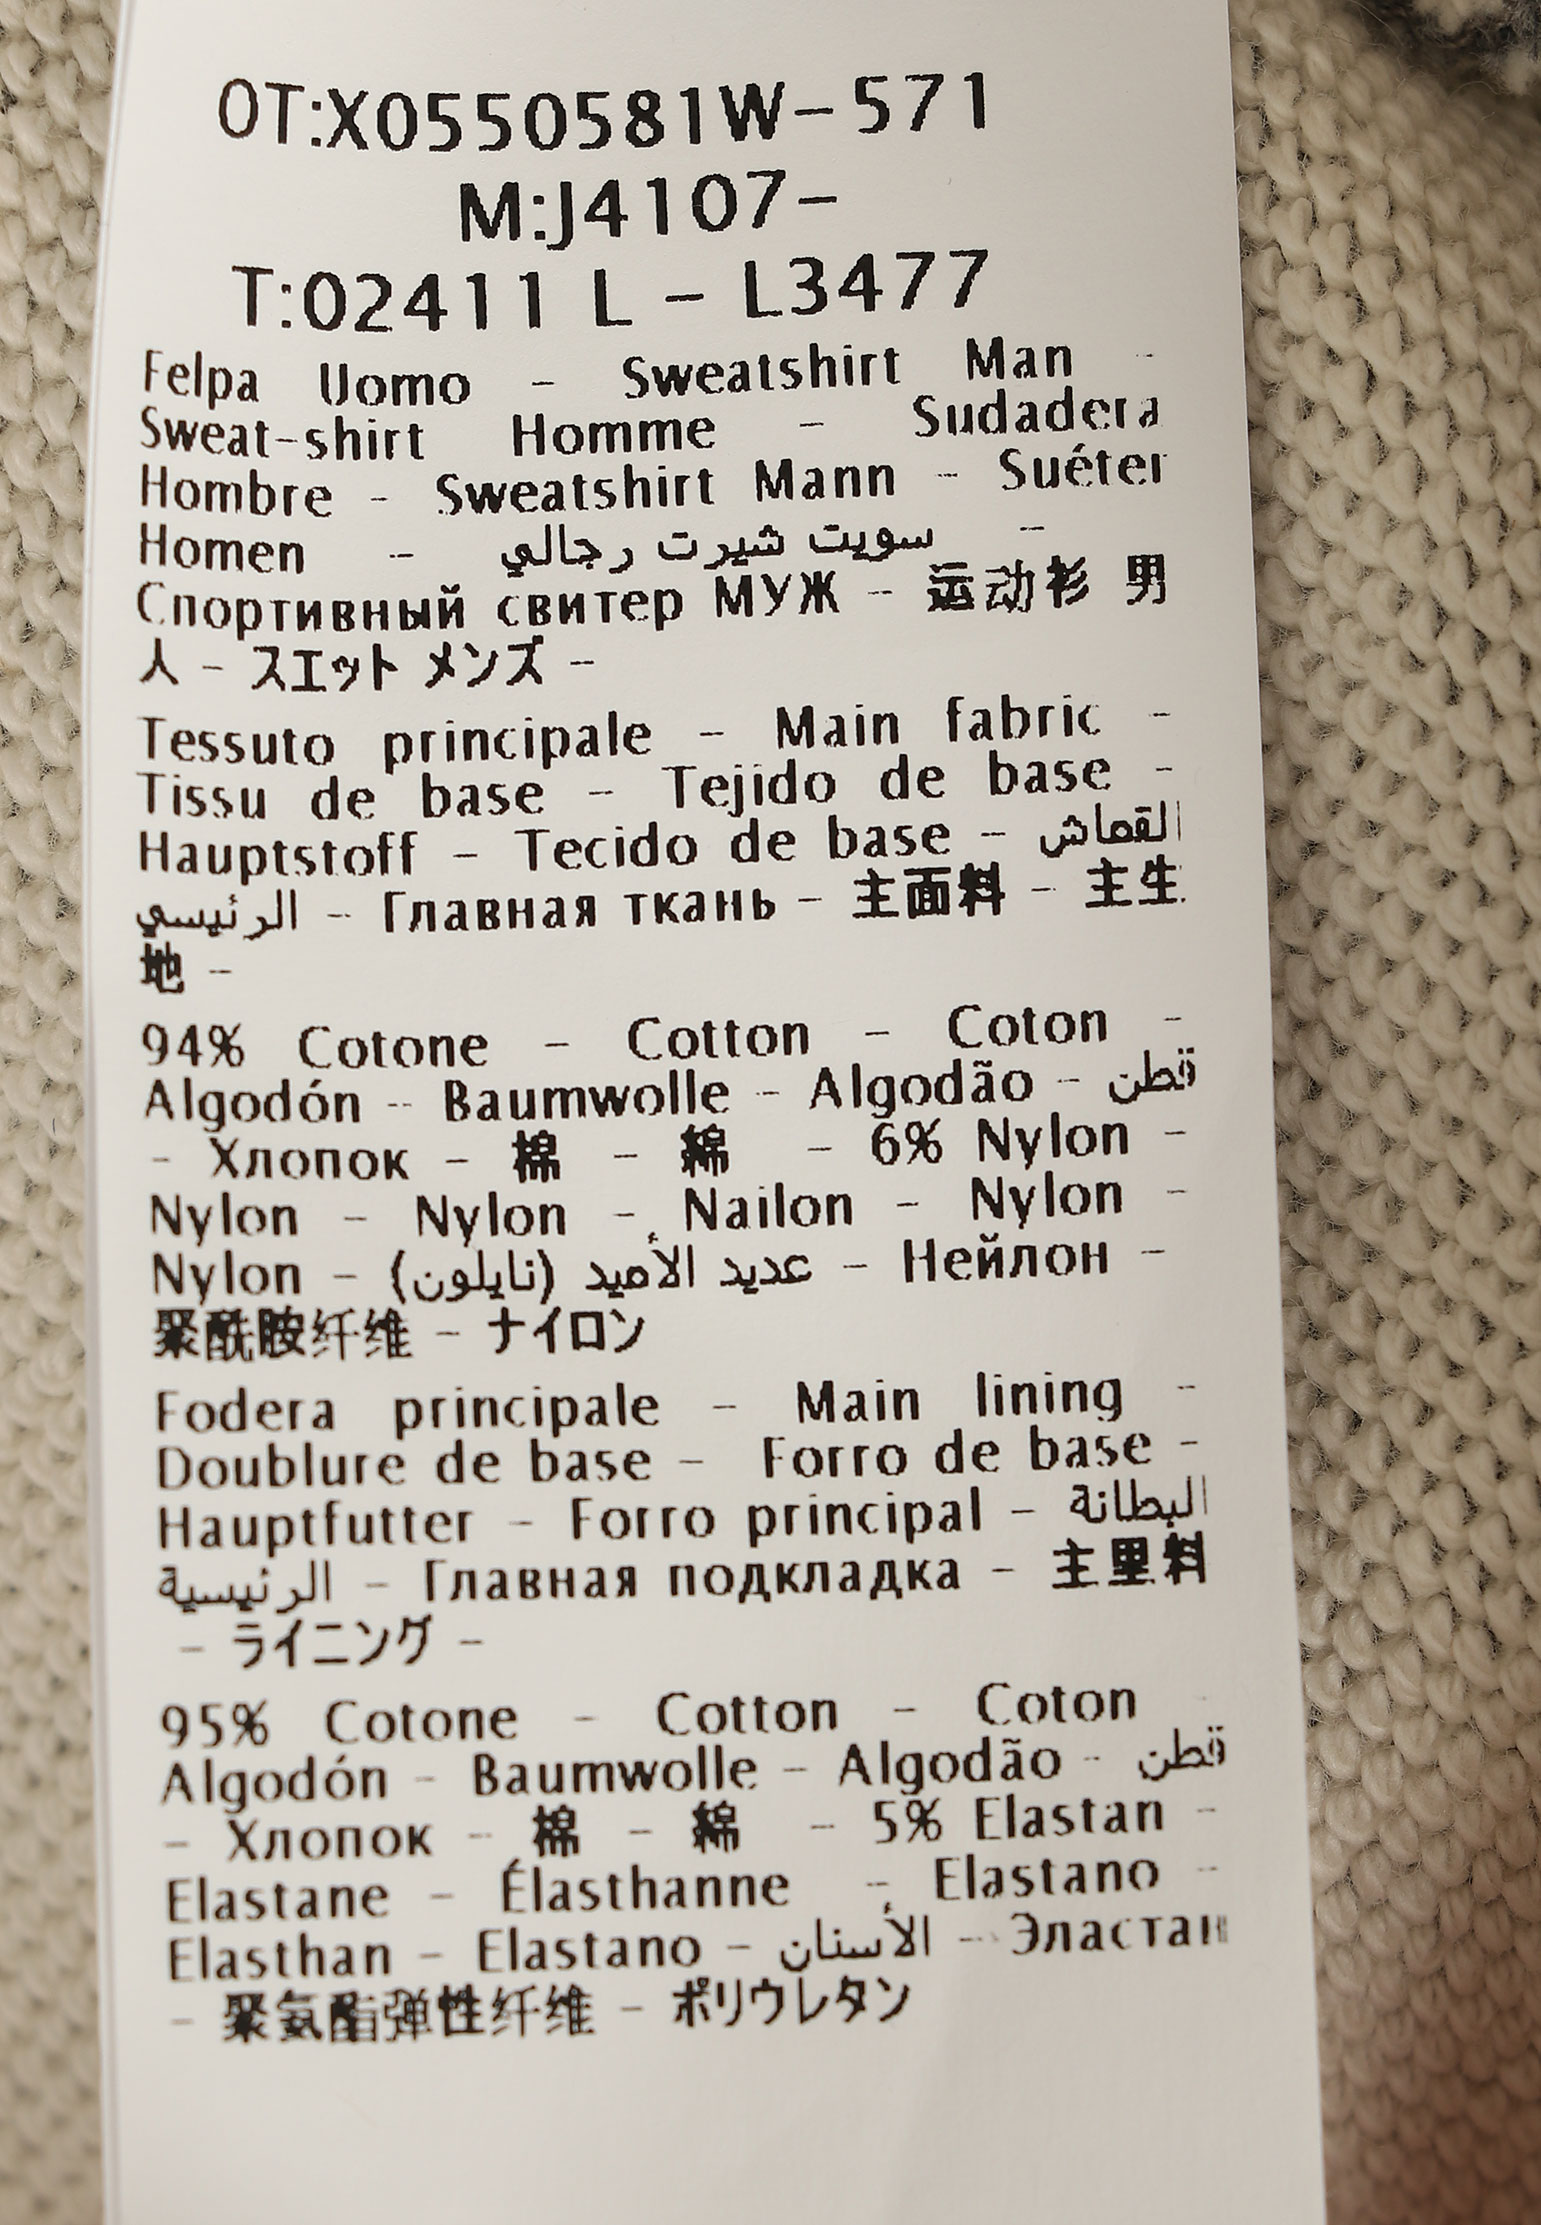 OT:X0550581W-571
M:J4107-
T:02411 L - L3477
Felpa Uomo - Sweatshirt Man -
Sweat-shirt Homme - Sudadera
Hombre - Sweatshirt Mann - Suéter
Homen - سويت شيرت رجالي -
Спортивный свитер МУЖ - 运动衫 男
人 - スエット メンズ -
Tessuto principale - Main fabric -
Tissu de base - Tejido de base -
Hauptstoff - Tecido de base - القماش
الرئيسي - Главная ткань - 主面料 - 主生
地 -
94% Cotone - Cotton - Coton -
Algodón - Baumwolle - Algodão - قطن
- Хлопок - 棉 - 綿 - 6% Nylon -
Nylon - Nylon - Nailon - Nylon -
Nylon - عديد الأميد (نايلون) - Нейлон -
聚酰胺纤维 - ナイロン
Fodera principale - Main lining -
Doublure de base - Forro de base -
Hauptfutter - Forro principal - البطانة
الرئيسية - Главная подкладка - 主里料
- ライニング -
95% Cotone - Cotton - Coton
Algodón - Baumwolle - Algodão - قطن
- Хлопок - 棉 - 綿 - 5% Elastan -
Elastane - Élasthanne - Elastano -
Elasthan - Elastano - الأسنان - Эластан
- 聚氨酯弹性纤维 - ポリウレタン